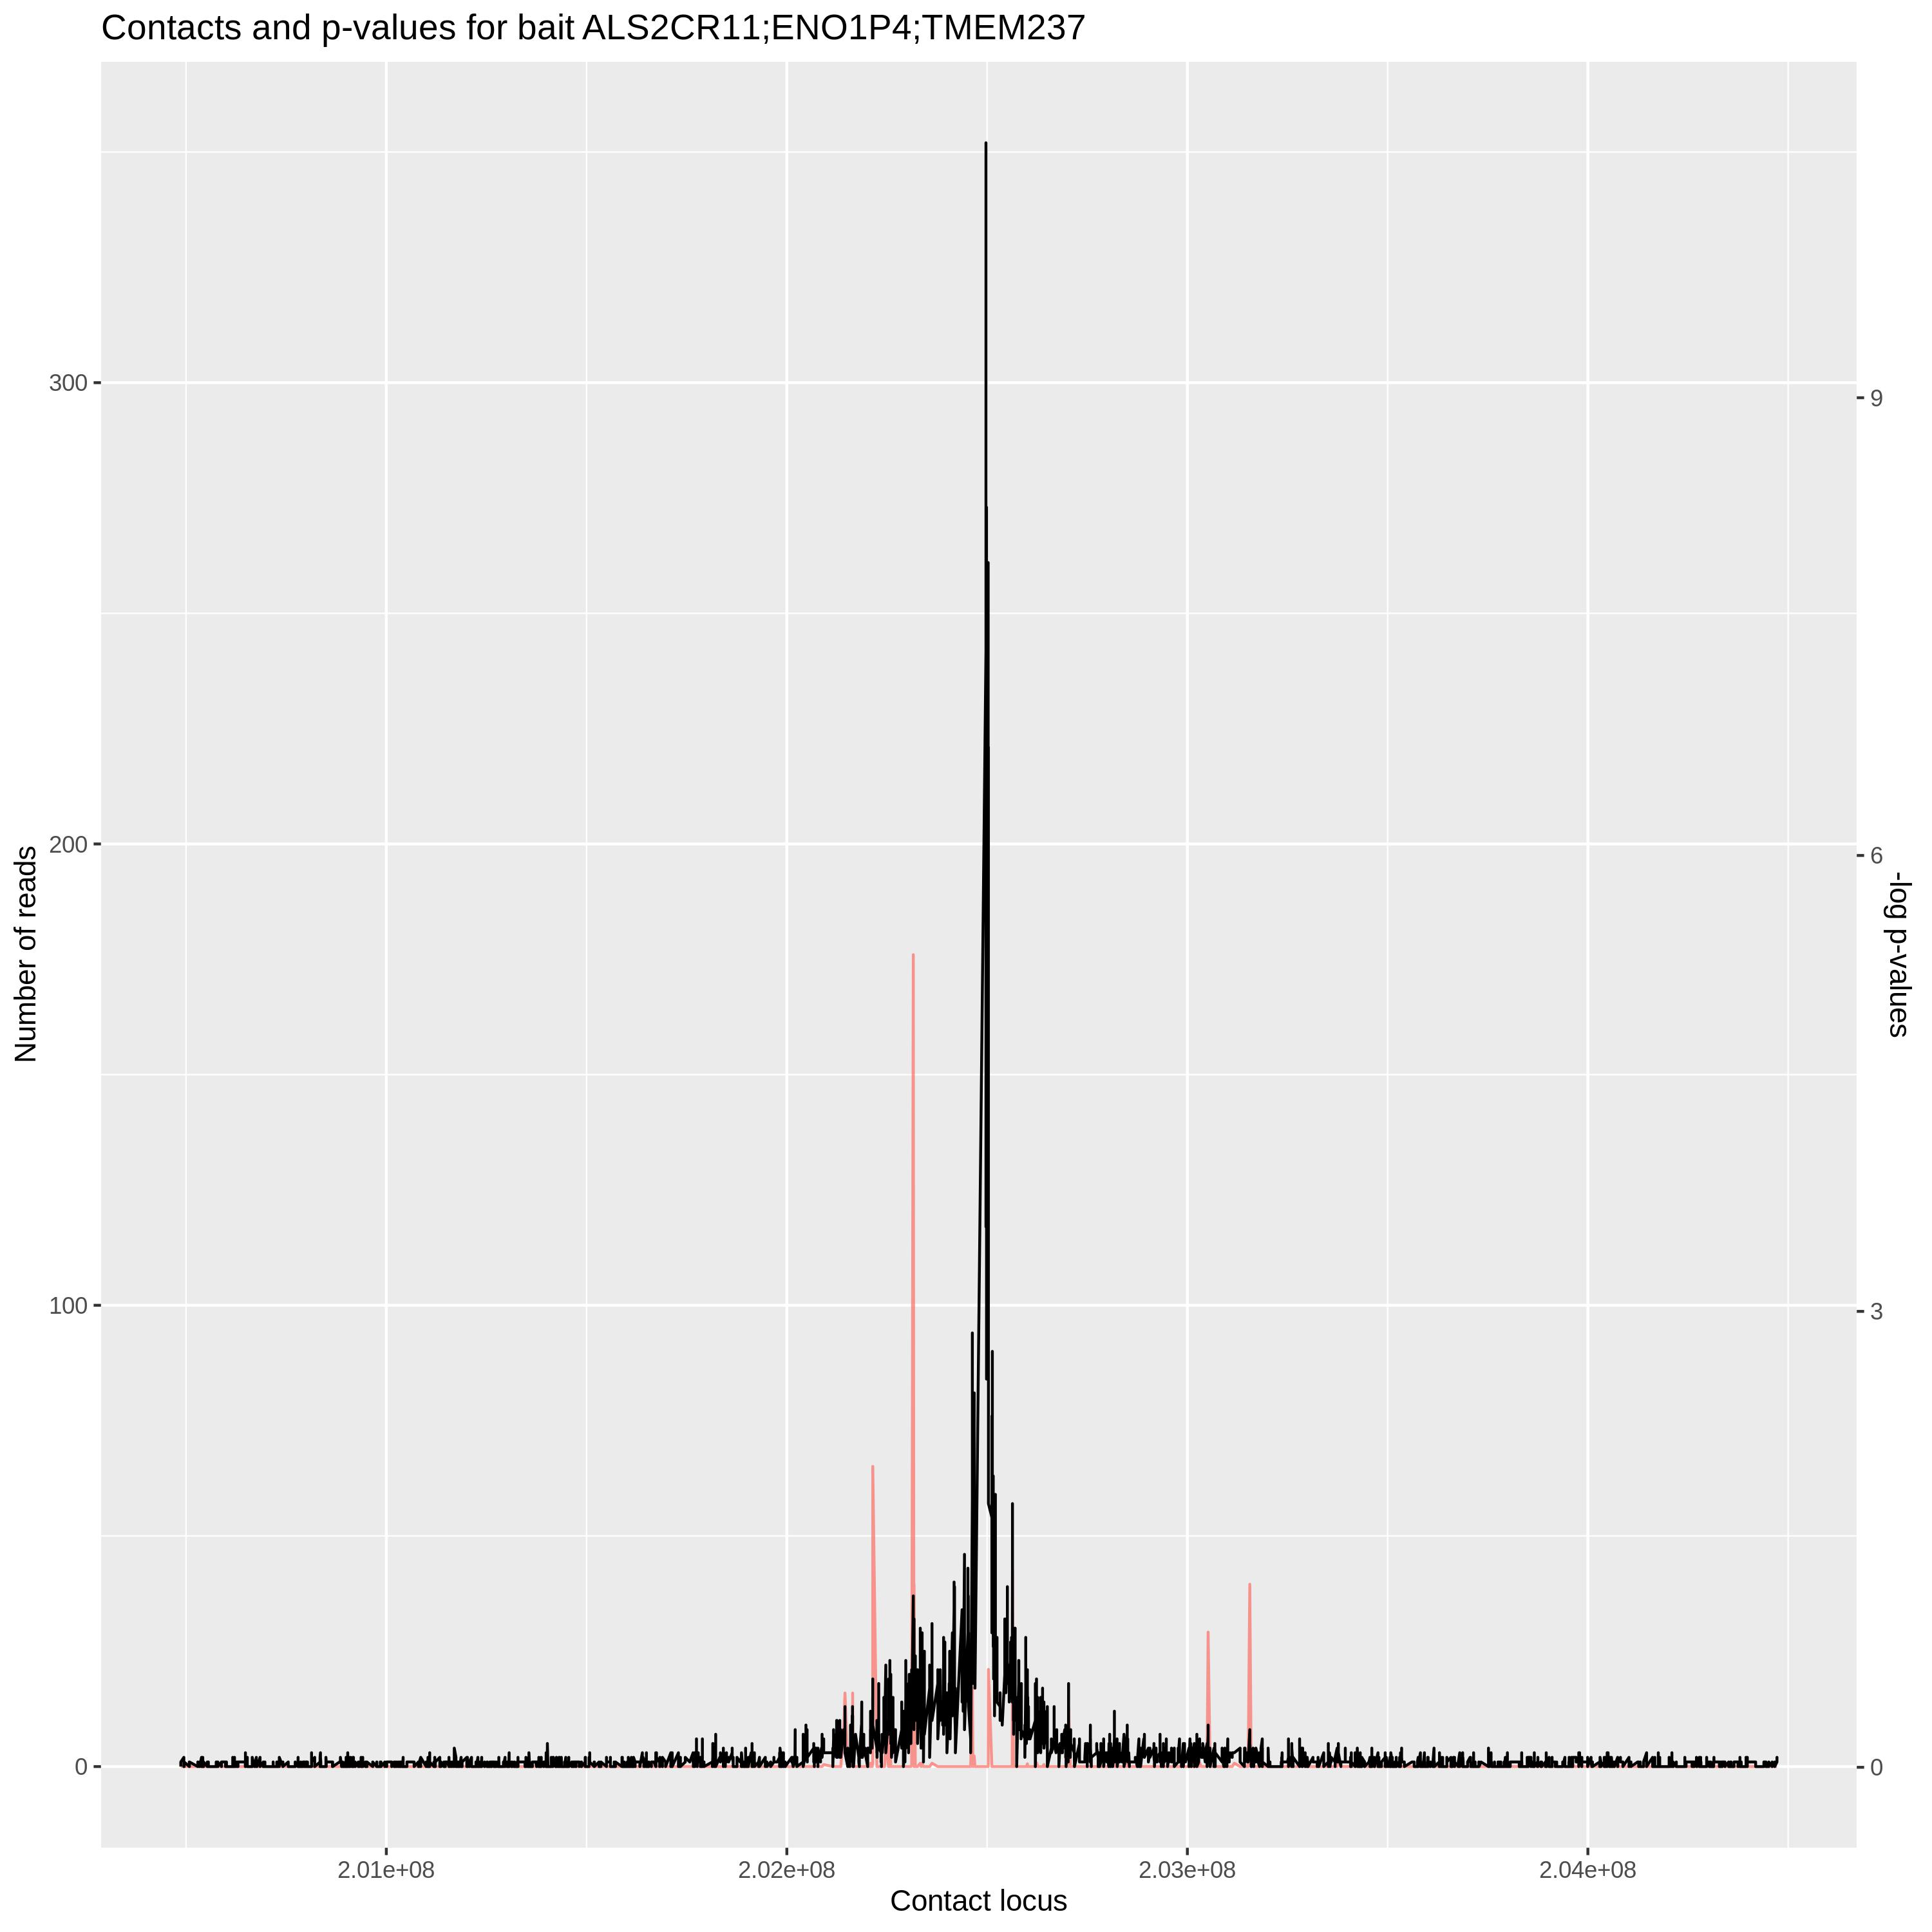 Contacts and p-values for bait ALS2CR11;ENO1P4;TMEM237
300
200
100
0
9
6
3
0
Number of reads
-log p-values
2.01e+08
2.02e+08
2.03e+08
2.04e+08
Contact locus